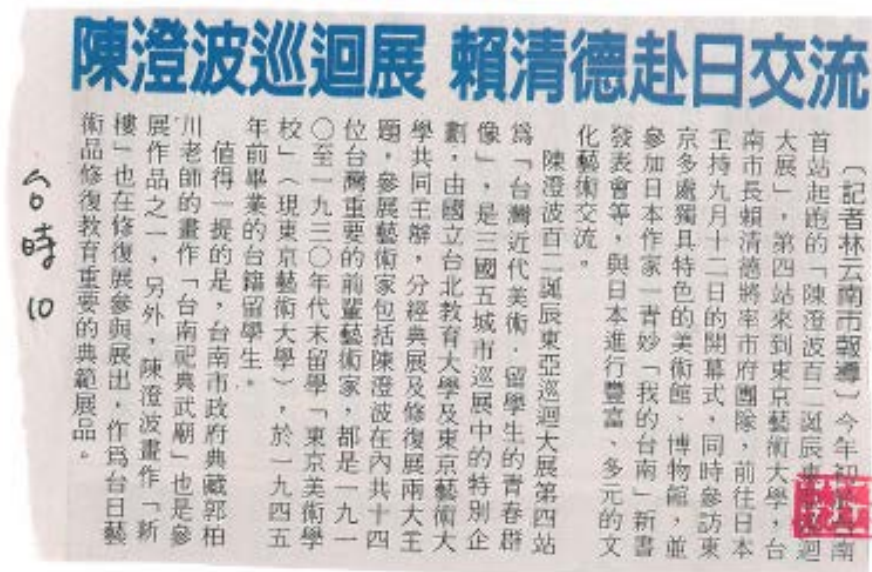 陳澄波巡迴展 賴清德赴日交流
〔記者林云南市報導〕今年初
首站起跑的「陳澄波百二誕辰東 迴
大展」，第四站來到東京藝術大學，台
南市長賴清德將率市府團隊，前往日本
主持九月十二日的開幕式，同時參訪東
京多處獨具特色的美術館、博物館，並
參加日本作家一青妙「我的台南」新書
發表會等，與日本進行豐富、多元的文
化藝術交流。
陳澄波百二誕辰東亞巡迴大展第四站
為「台灣近代美術．留學生的青春群
像」，是三國五城市巡展中的特別企
劃，由國立台北教育大學及東京藝術大
學共同主辦，分經典展及修復展兩大主
題，參展藝術家包括陳澄波在內共十四
位台灣重要的前輩藝術家，都是一九一
〇至一九三〇年代末留學「東京美術學
校」（現東京藝術大學），於一九四五
年前畢業的台籍留學生。
值得一提的是，台南市政府典藏郭柏
川老師的畫作「台南祀典武廟」也是參
展作品之一，另外，陳澄波畫作「新
樓」也在修復展參與展出，作為台日藝
術品修復教育重要的典範展品。
台時 10